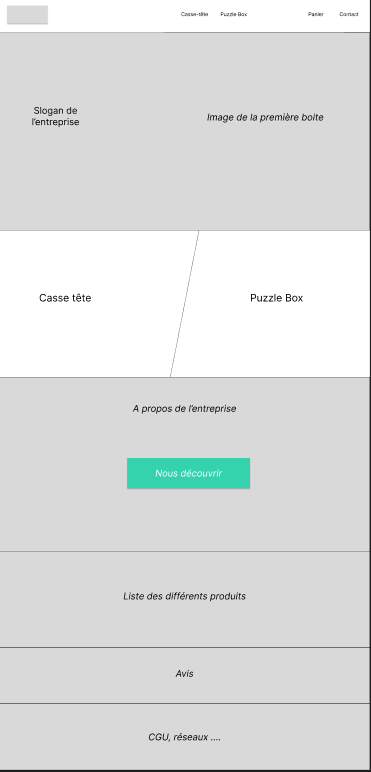 Casse-tête Puzzle Box Panier Contact
Slogan de
l'entreprise
Image de la première boite
Casse tête Puzzle Box
A propos de l'entreprise
Nous découvrir
Liste des différents produits
Avis
CGU, réseaux ....